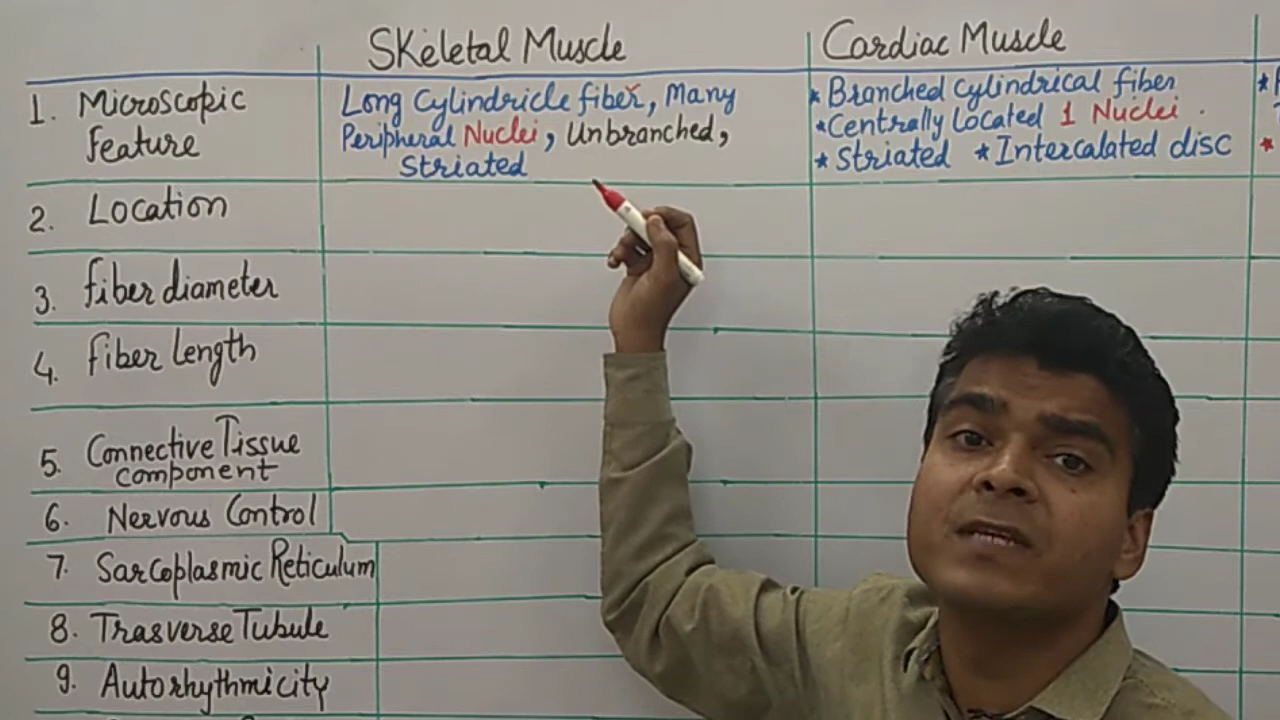 Skeletal Muscle
Cardiac Muscle
1. Microscopic
feature
Long Cylindricle fiber, Many
Peripheral Nuclei, Unbranched,
Striated
* Branched cylindrical fiber
* Centrally Located 1 Nuclei.
* Striated * Intercalated disc
2. Location
3. fiber diameter
4. fiber Length
5. Connective Tissue
component
6. Nervous Control
7. Sarcoplasmic Reticulum
8. Trasverse Tubule
9. Autorhythmicity